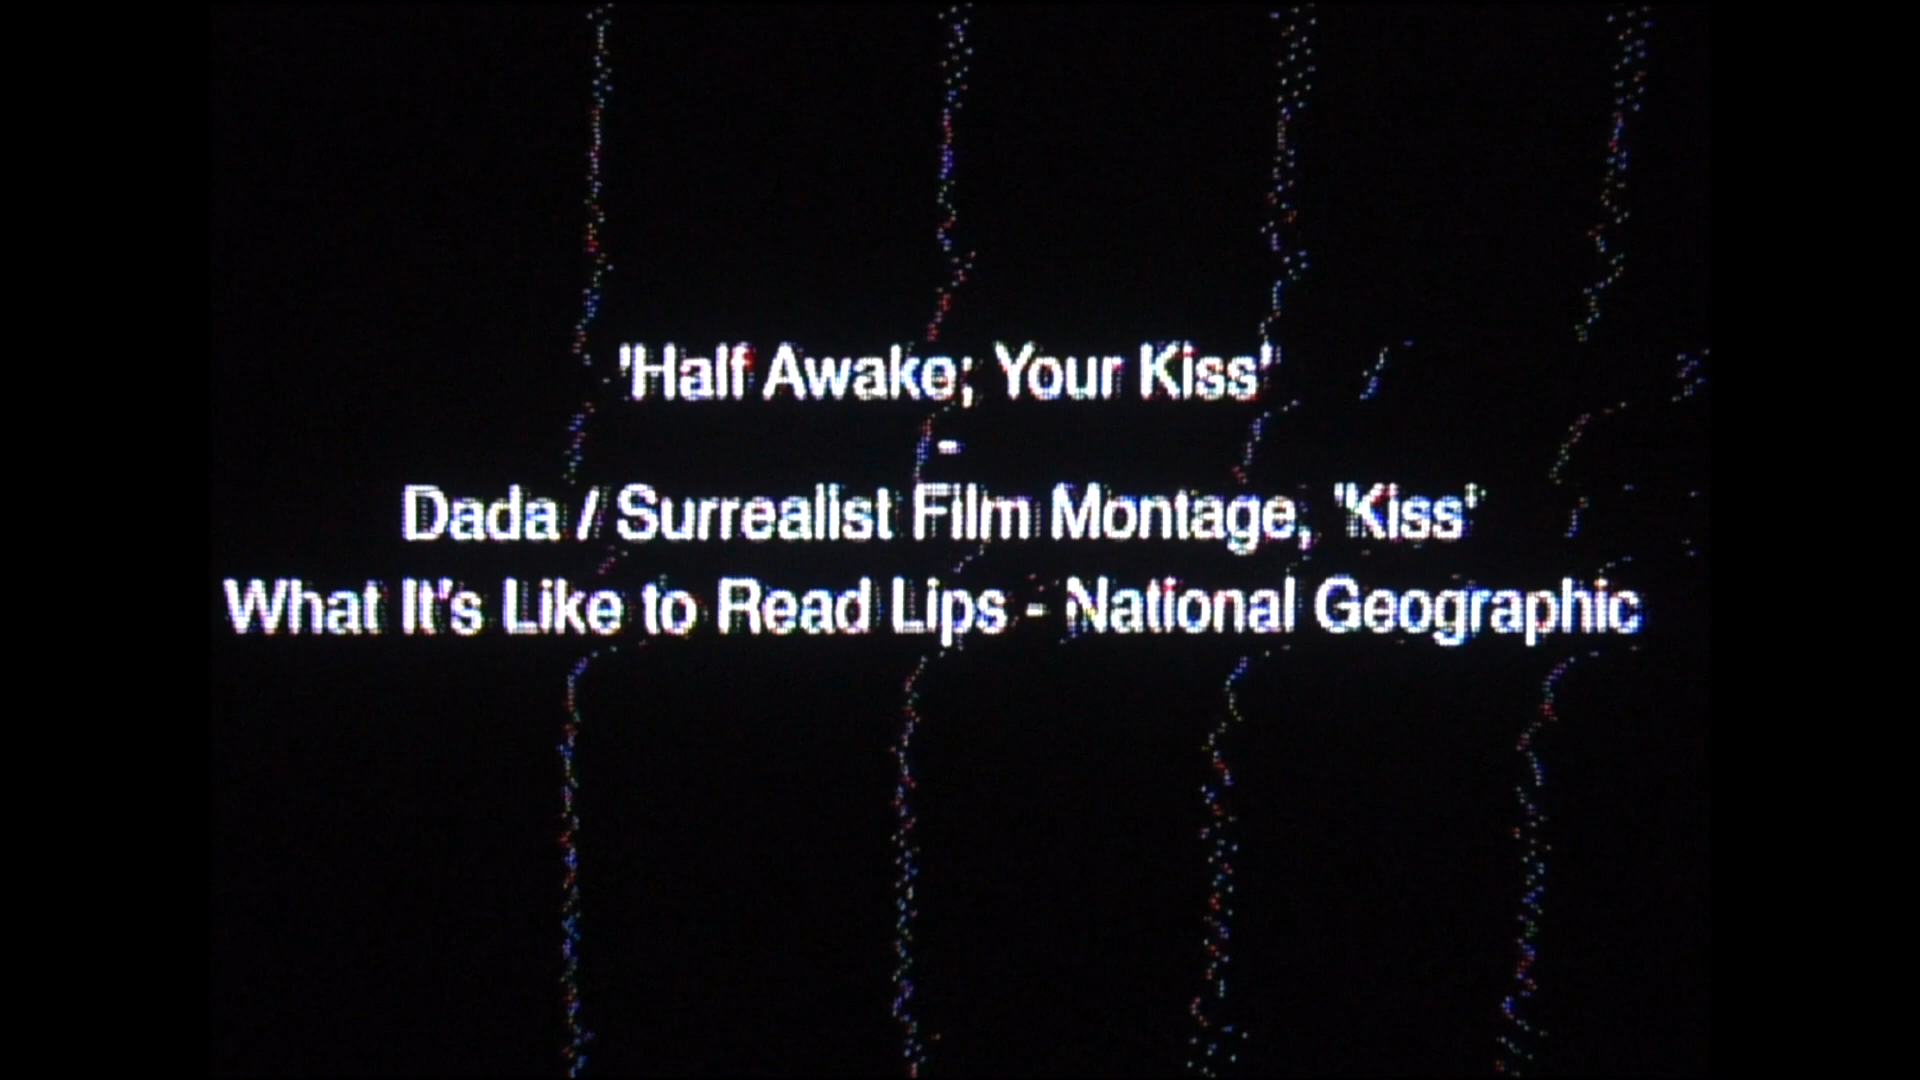 'Half Awake; Your Kiss'
-
Dada / Surrealist Film Montage, 'Kiss'
What It's Like to Read Lips - National Geographic